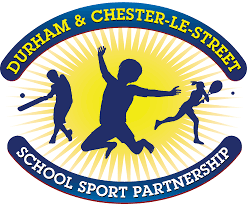 DURHAM & CHESTER-LE-STREET
SCHOOL SPORT PARTNERSHIP